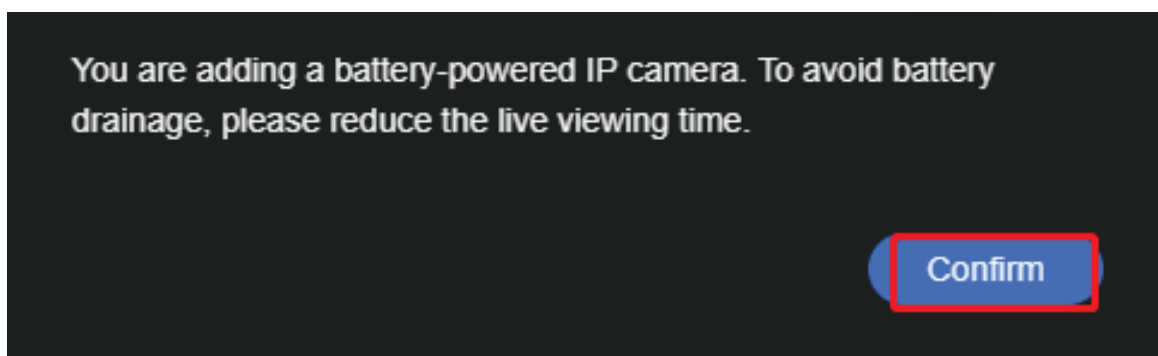 You are adding a battery-powered IP camera. To avoid battery
drainage, please reduce the live viewing time.
Confirm